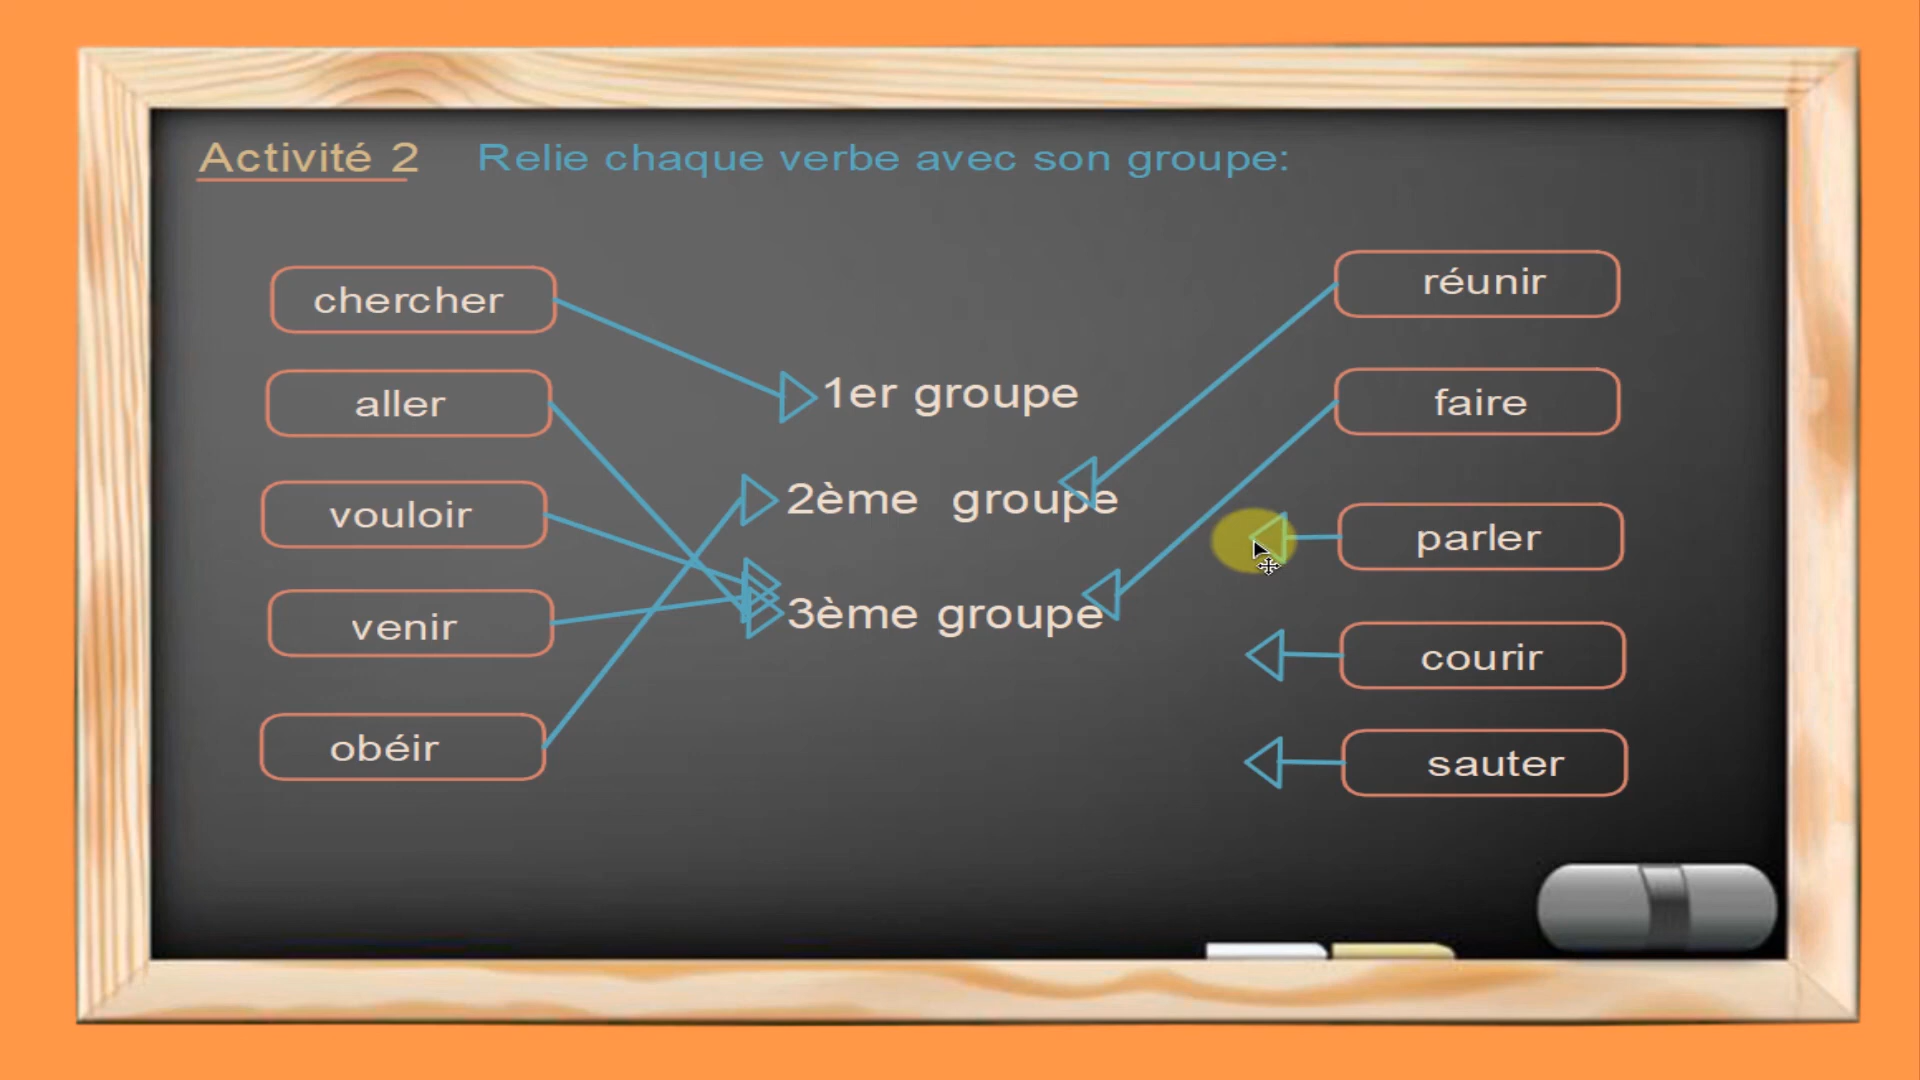 Activité 2 Relie chaque verbe avec son groupe:
chercher
aller
vouloir
venir
obéir
1er groupe
2ème groupe
3ème groupe
réunir
faire
parler
courir
sauter